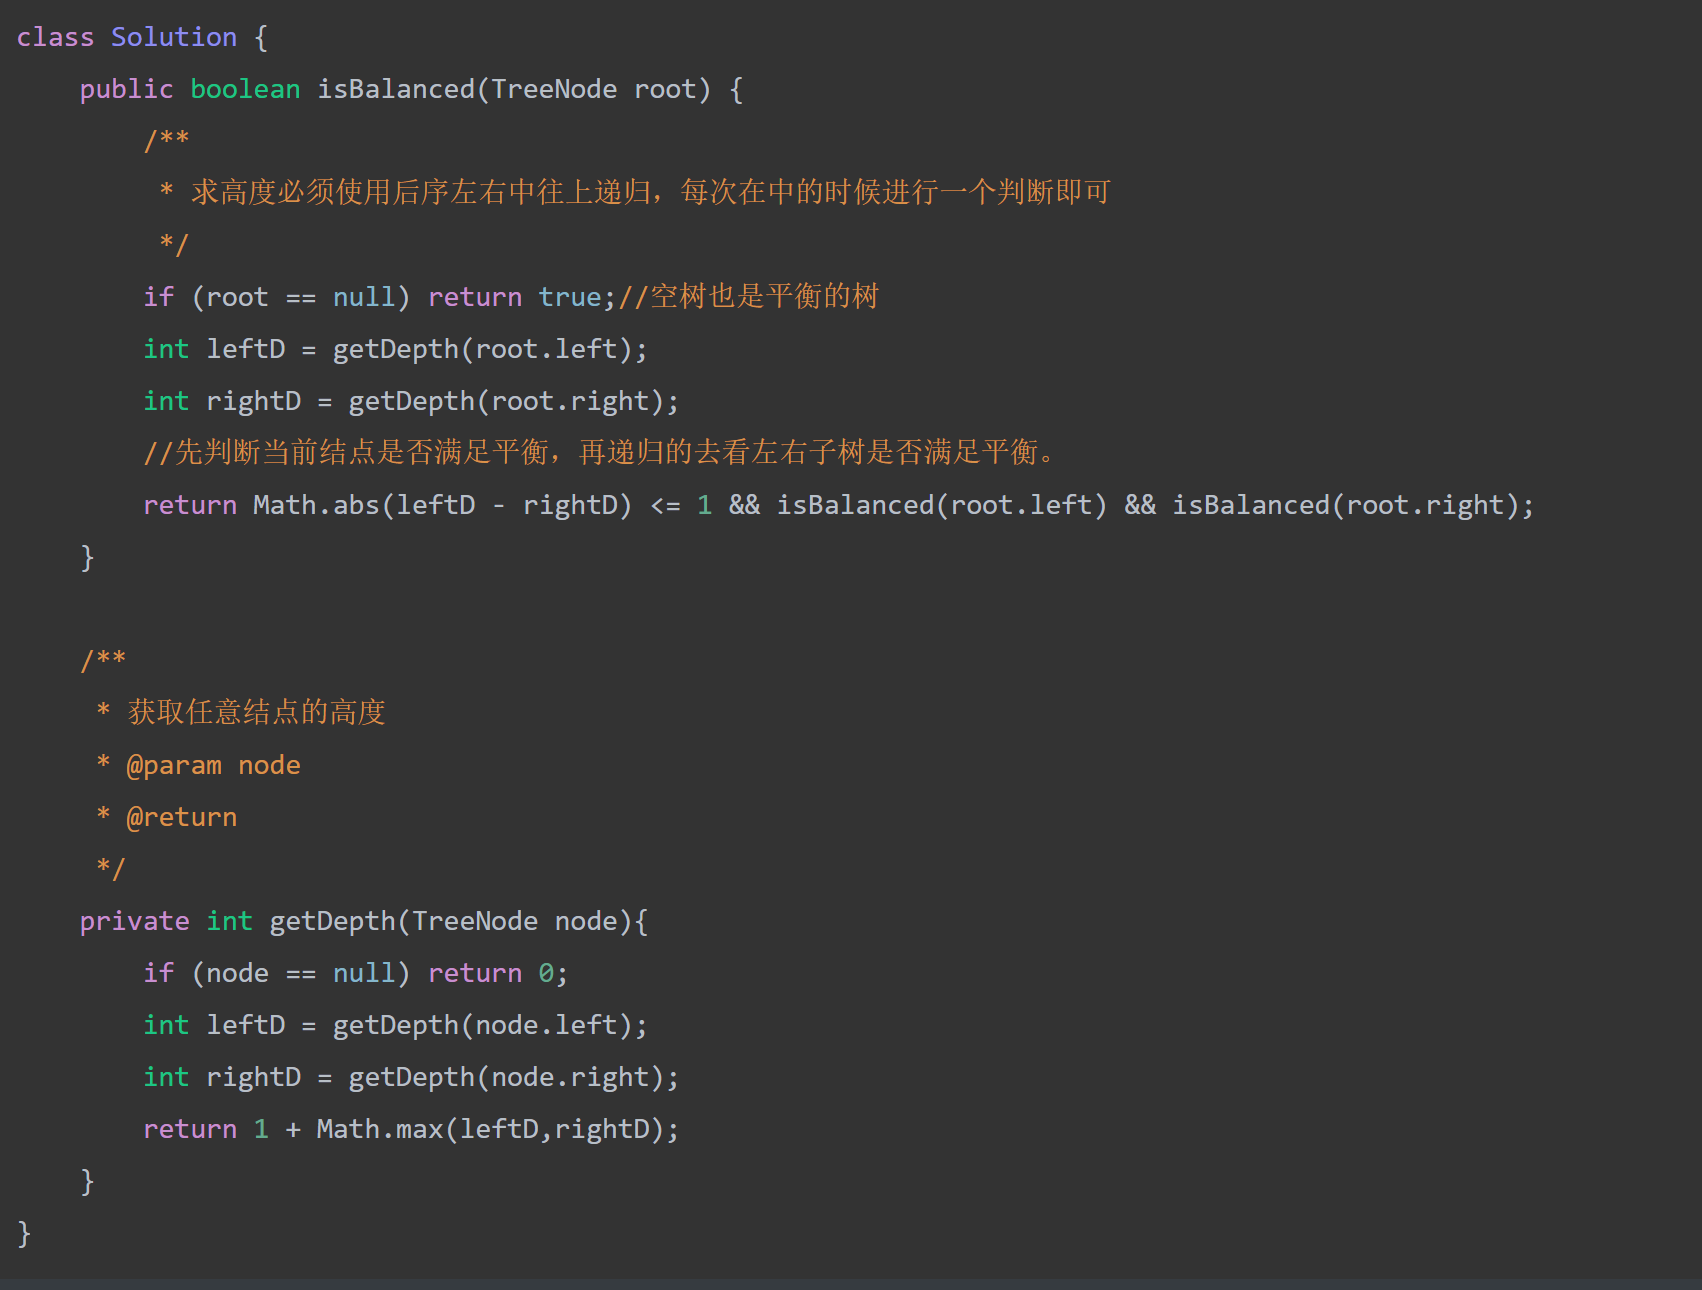 class Solution {
    public boolean isBalanced(TreeNode root) {
        /**
         * 求高度必须使用后序左右中往上递归，每次在中的时候进行一个判断即可
         */
        if (root == null) return true;//空树也是平衡的树
        int leftD = getDepth(root.left);
        int rightD = getDepth(root.right);
        //先判断当前结点是否满足平衡，再递归的去看左右子树是否满足平衡。
        return Math.abs(leftD - rightD) <= 1 && isBalanced(root.left) && isBalanced(root.right);
    }

    /**
     * 获取任意结点的高度
     * @param node
     * @return
     */
    private int getDepth(TreeNode node){
        if (node == null) return 0;
        int leftD = getDepth(node.left);
        int rightD = getDepth(node.right);
        return 1 + Math.max(leftD,rightD);
    }
}